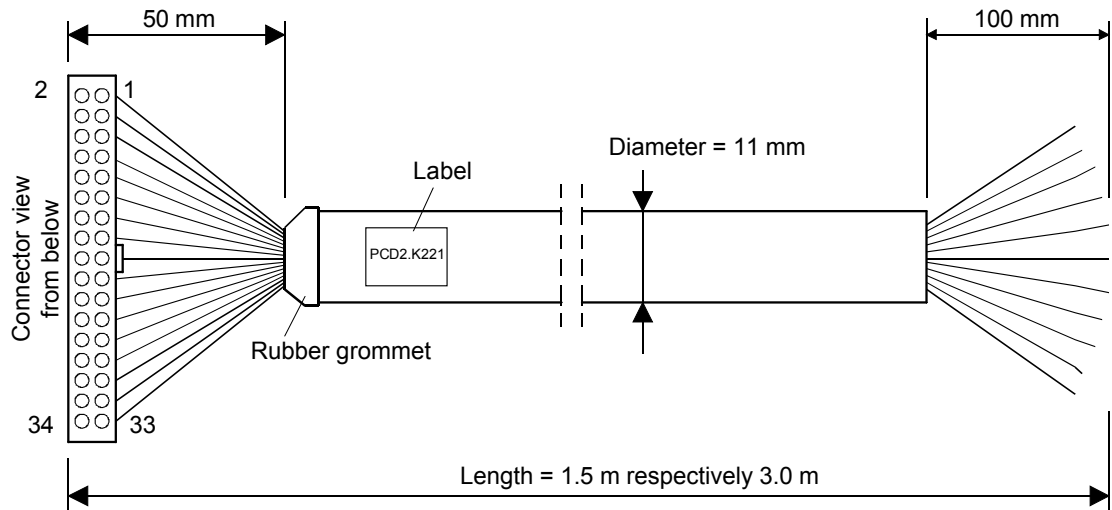 50 mm
100 mm
2
1
Diameter = 11 mm
Label
PCD2.K221
Connector view
from below
Rubber grommet
34
33
Length = 1.5 m respectively 3.0 m